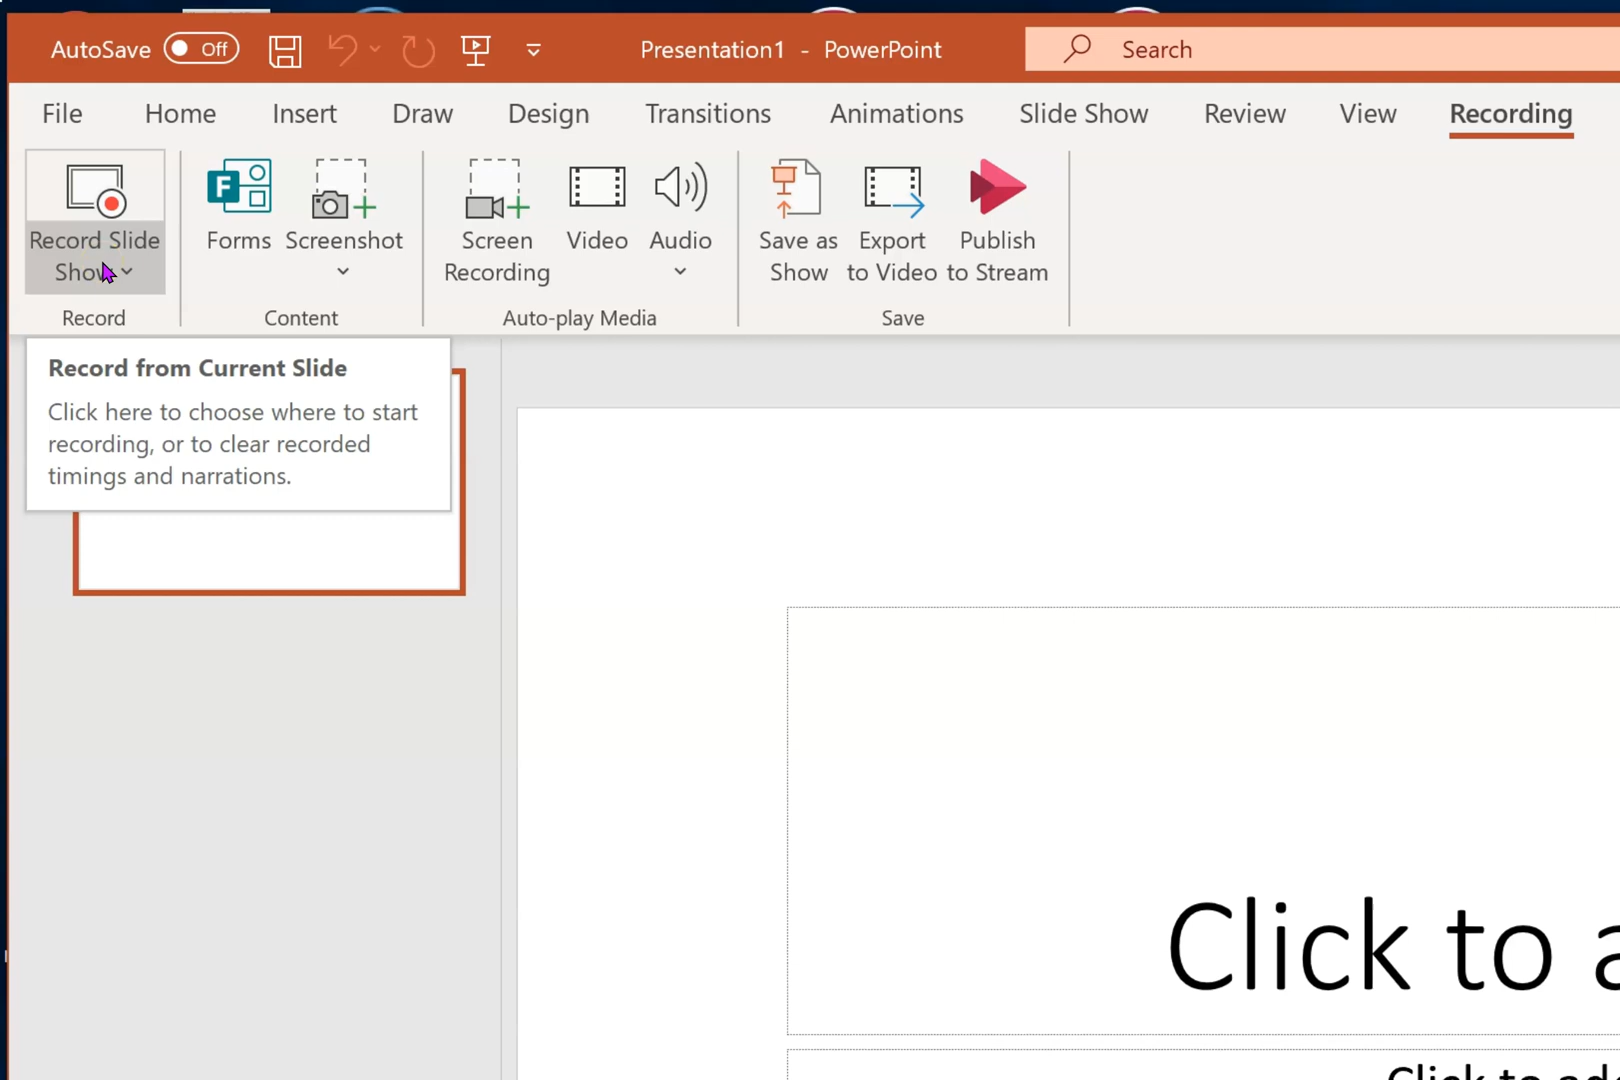 AutoSave Off Presentation1 - PowerPoint Search
File Home Insert Draw Design Transitions Animations Slide Show Review View Recording
Record Slide
Show
Forms
Screenshot
Screen
Recording
Video
Audio
Save as
Show
Export
to Video
Publish
to Stream
Record Content Auto-play Media Save
Record from Current Slide
Click here to choose where to start
recording, or to clear recorded
timings and narrations.
Click to a
Click to add